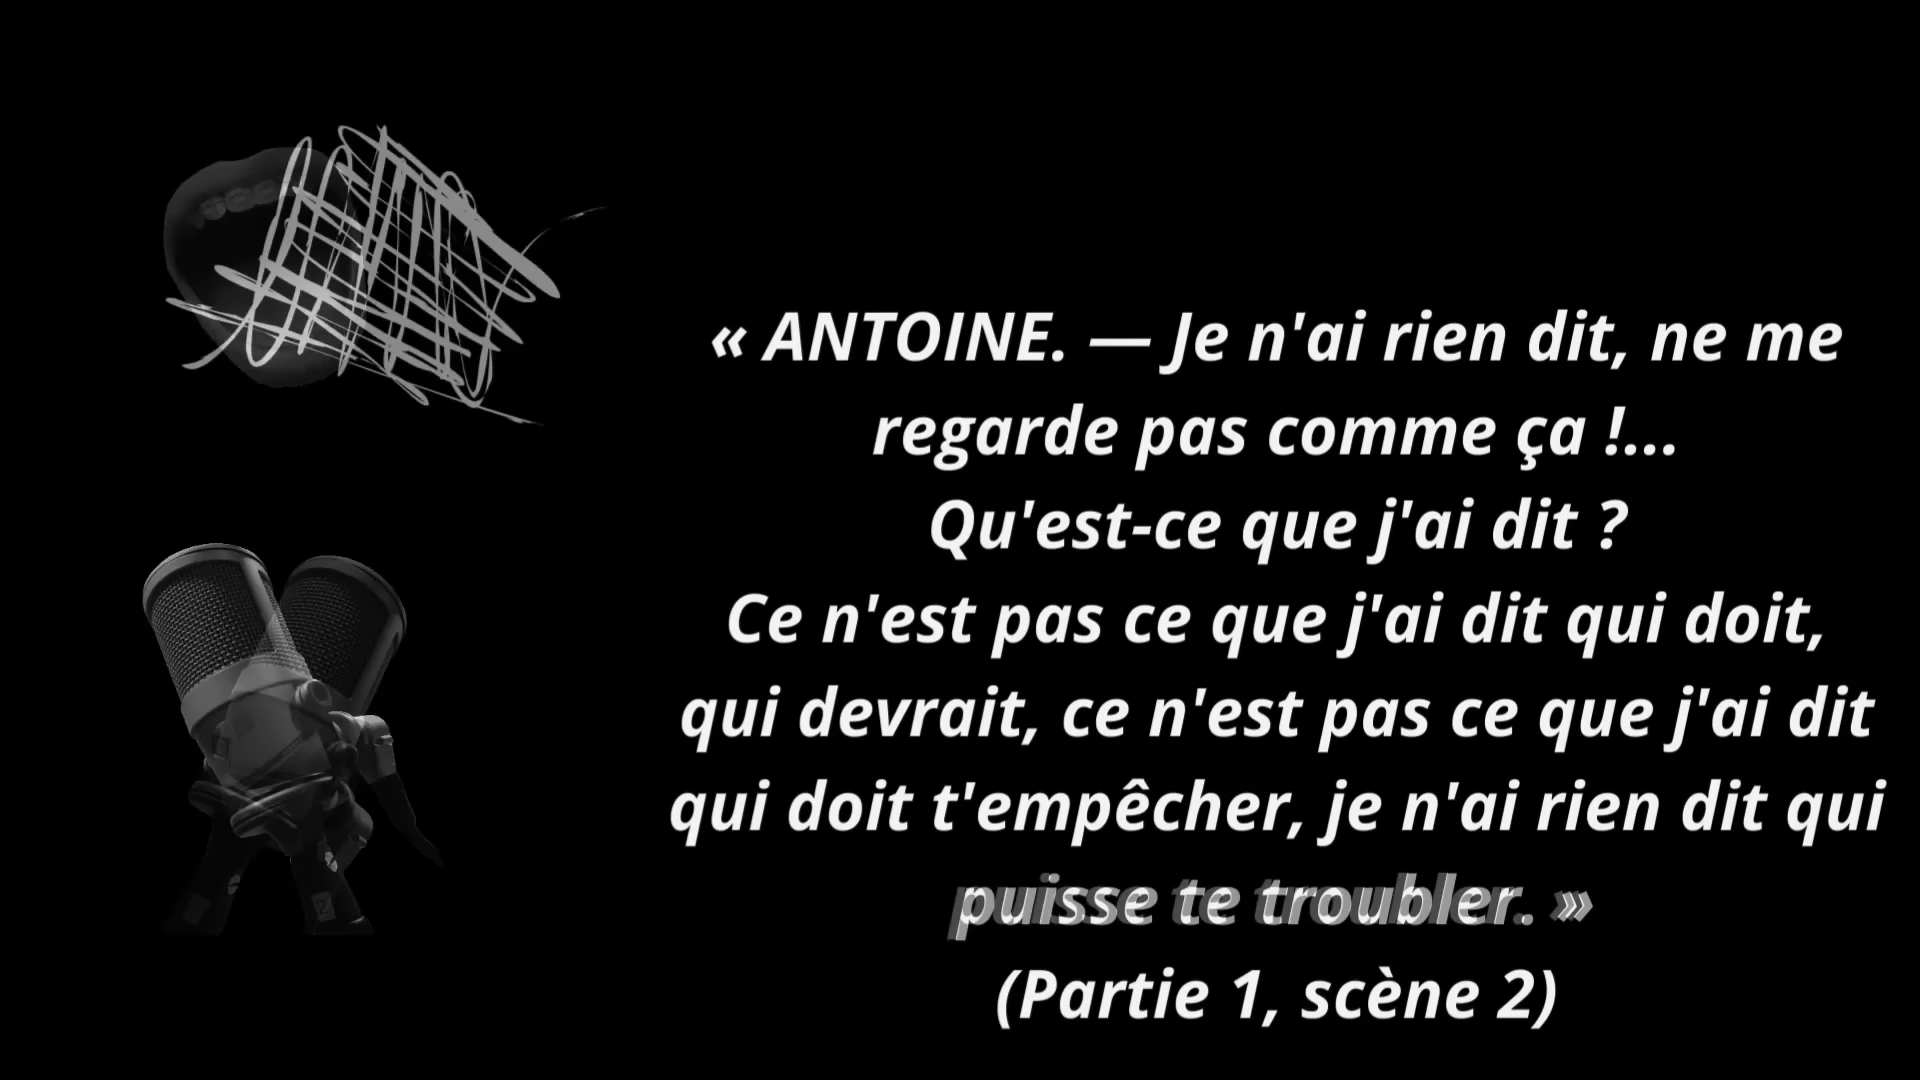 « ANTOINE. — Je n'ai rien dit, ne me
regarde pas comme ça !...
Qu'est-ce que j'ai dit ?
Ce n'est pas ce que j'ai dit qui doit,
qui devrait, ce n'est pas ce que j'ai dit
qui doit t'empêcher, je n'ai rien dit qui
puisse te troubler. »
(Partie 1, scène 2)